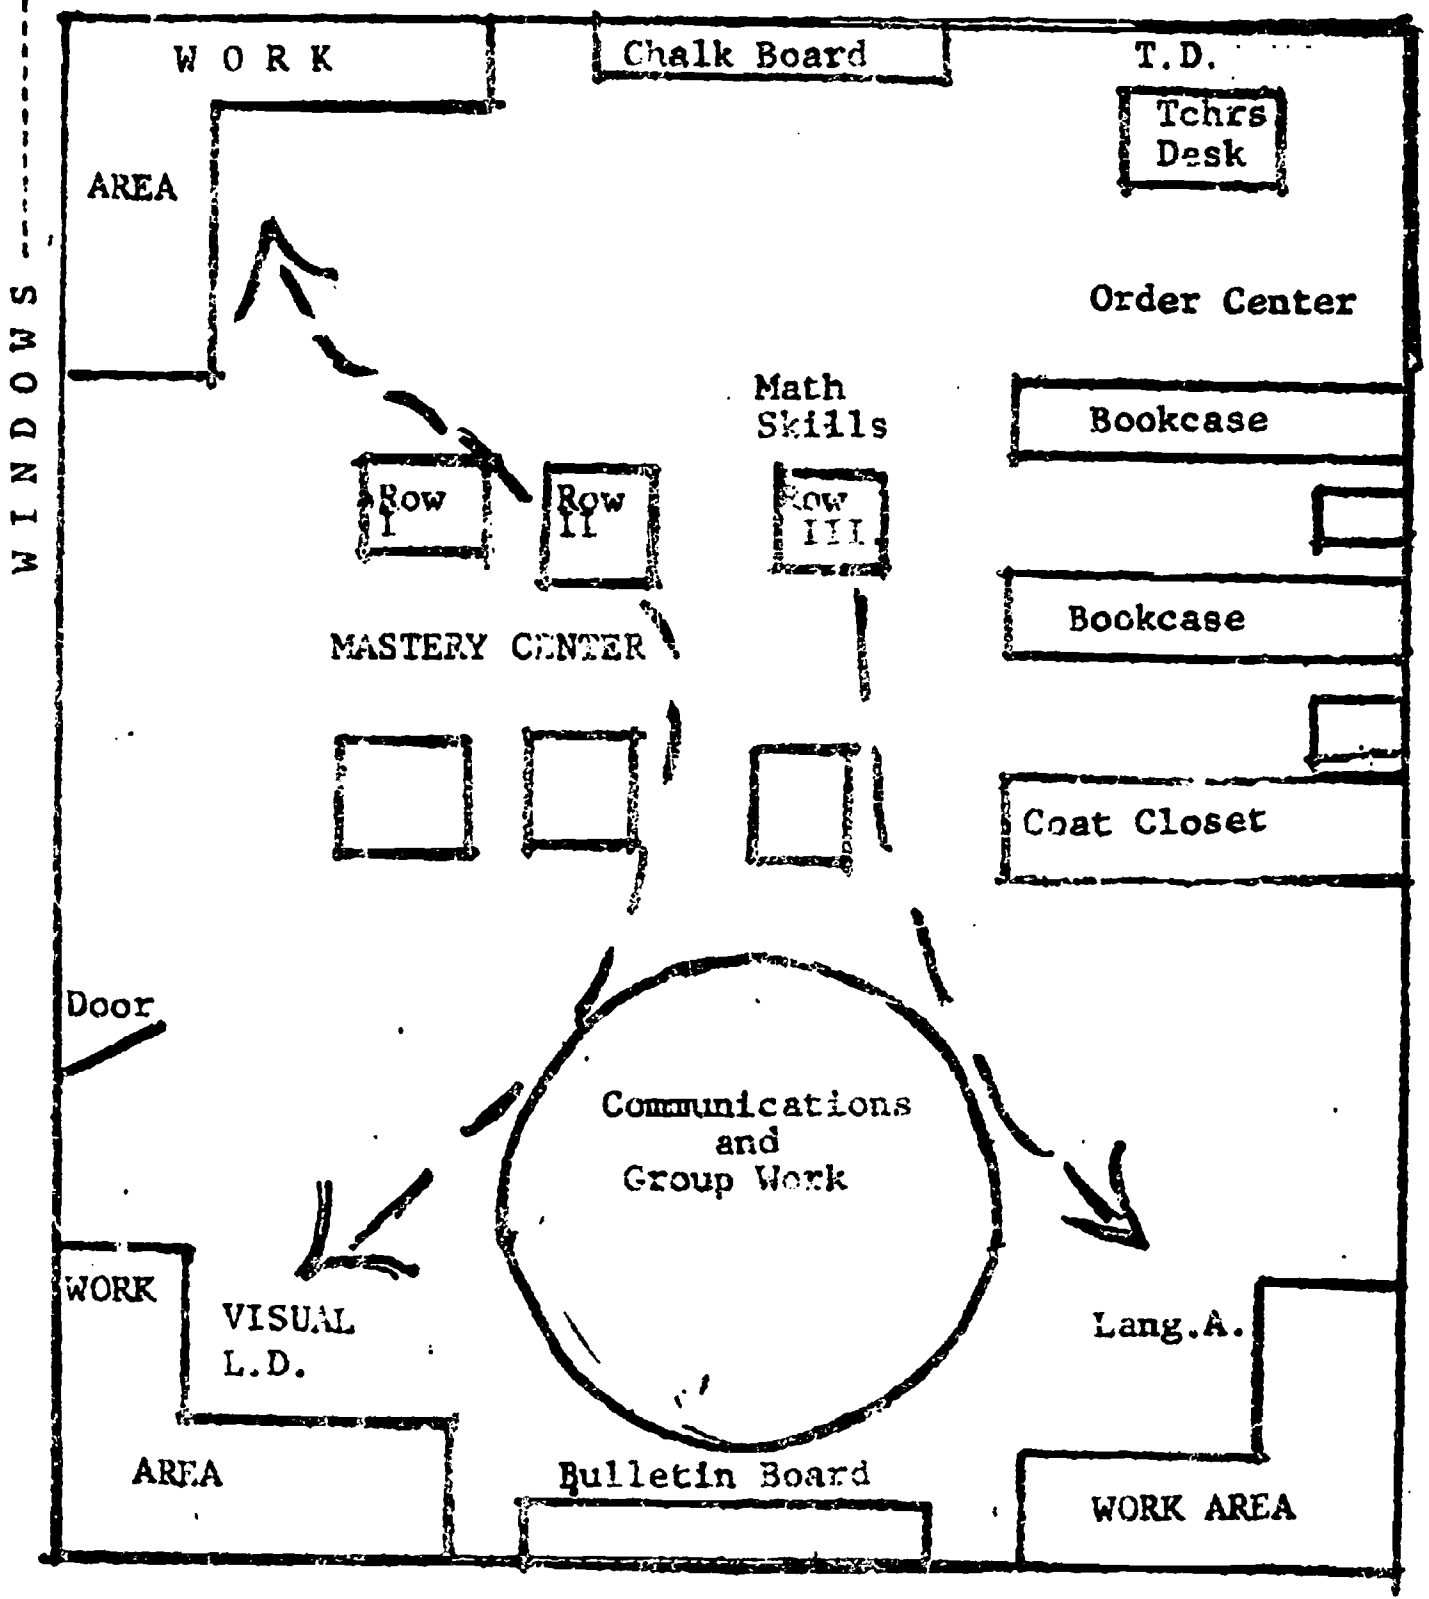 W O R K
Chalk Board
T.D.
Tchrs
Desk
AREA
WINDOWS
Order Center
Math
Skills
Bookcase
Row
I
Row
II
Row
III
Bookcase
MASTERY CENTER
Coat Closet
Door
Communications
and
Group Work
WORK
VISUAL
L.D.
Lang.A.
AREA
Bulletin Board
WORK AREA